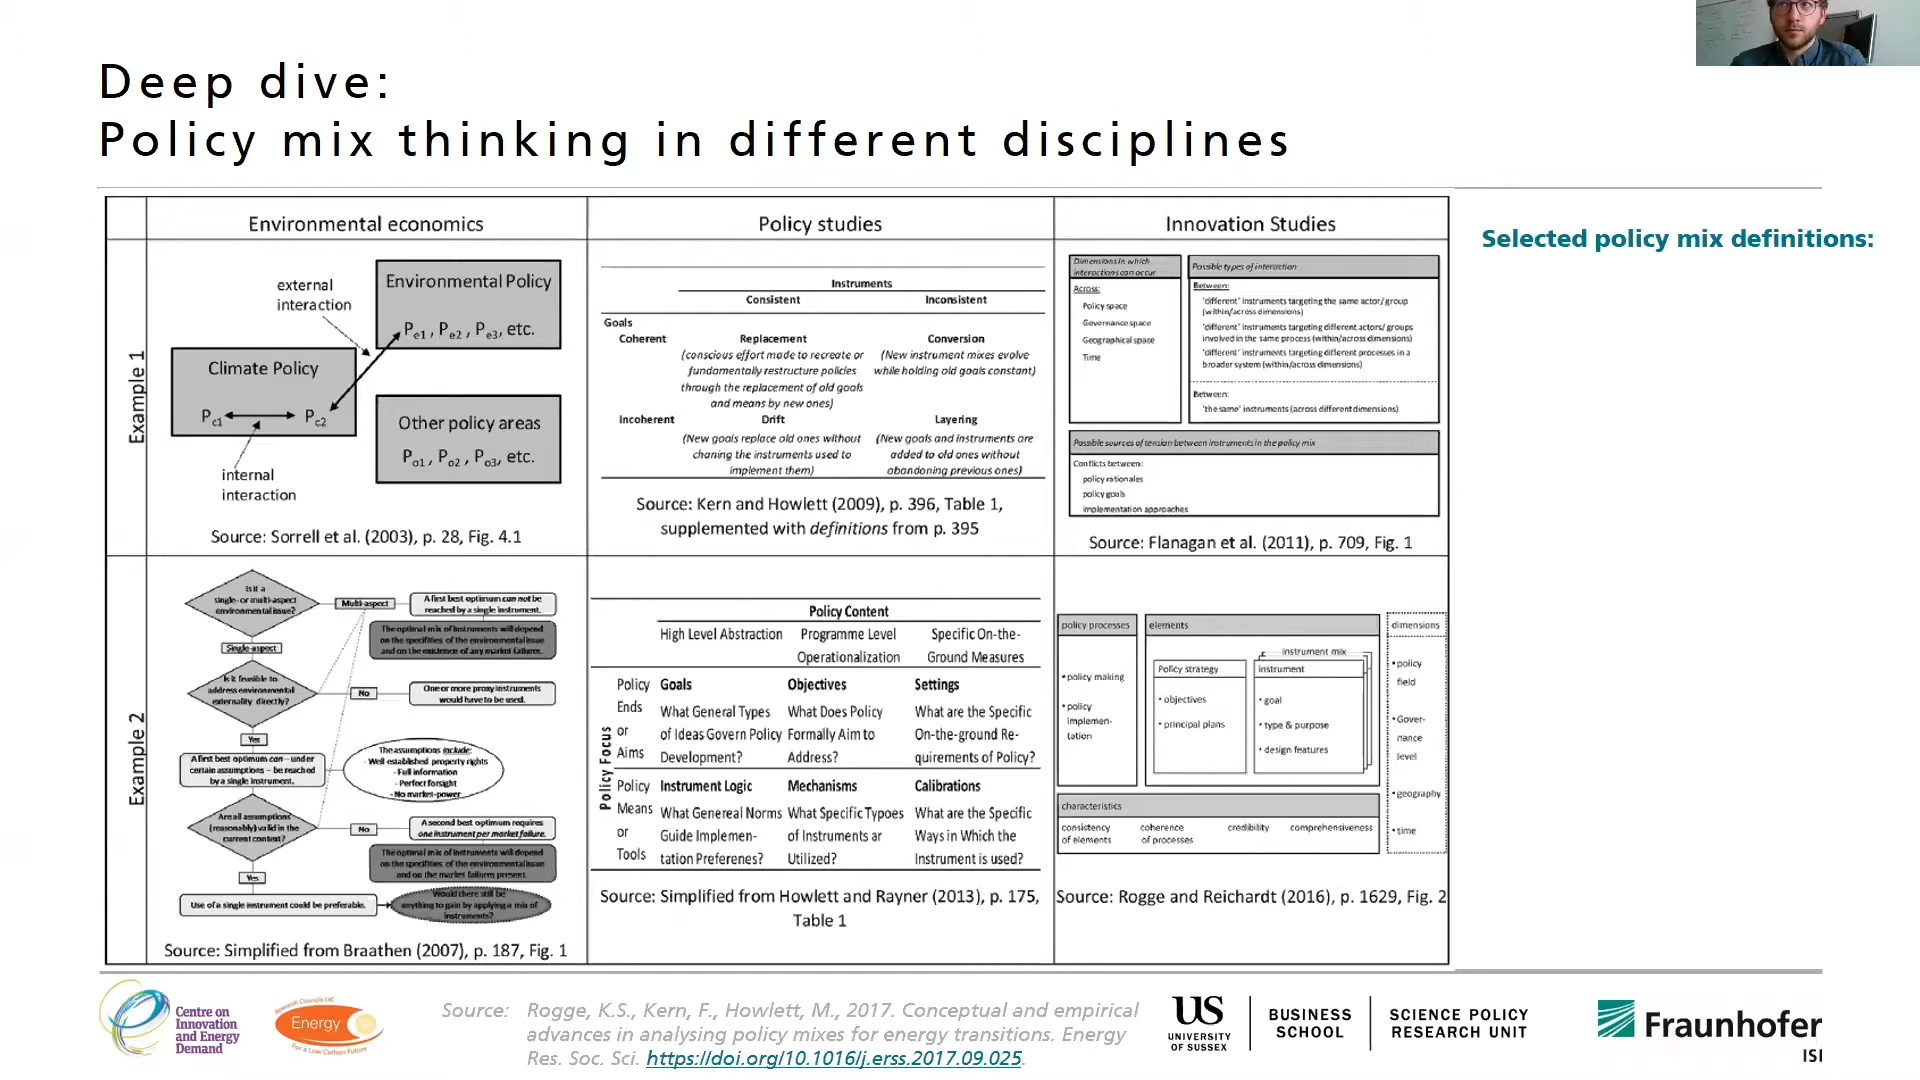 Deep dive:
Policy mix thinking in different disciplines
Selected policy mix definitions:
Environmental economics
Policy studies
Innovation Studies
Example 1
external
interaction
Environmental Policy
Pe1 , Pe2 , Pe3, etc.
Climate Policy
Pc1
Pc2
Other policy areas
Po1 , Po2 , Po3, etc.
internal
interaction
Source: Sorrell et al. (2003), p. 28, Fig. 4.1
Instruments
Consistent
Inconsistent
Goals
Coherent
Replacement
(conscious effort made to recreate or
fundamentally restructure policies
through the replacement of old goals
and means by new ones)
Conversion
(New instrument mixes evolve
while holding old goals constant)
Incoherent
Drift
(New goals replace old ones without
chaning the instruments used to
implement them)
Layering
(New goals and instruments are
added to old ones without
abandoning previous ones)
Source: Kern and Howlett (2009), p. 396, Table 1,
supplemented with definitions from p. 395
Dimensions in which
interactions can occur
Across:
Policy space
Governance space
Geographical space
Time
Possible types of interaction
Between:
'different' instruments targeting the same actor/ group
(within/across dimensions)
'different' instruments targeting different actors/ groups
involved in the same process (within/across dimensions)
'different' instruments targeting different processes in a
broader system (within/across dimensions)
Between:
'the same' instruments (across different dimensions)
Possible sources of tension between instruments in the policy mix
Conflicts between:
policy rationales
policy goals
implementation approaches
Source: Flanagan et al. (2011), p. 709, Fig. 1
Example 2
Is it a
single- or multi-aspect
environmental issue?
Multi-aspect
A first best optimum can not be
reached by a single instrument.
The optimal mix of instruments will depend
on the specifities of the environmental issue
and on the existence of any market failures.
Single-aspect
Is it feasible to
address environmental
externality directly?
No
One or more proxy instruments
would have to be used.
Yes
A first best optimum can – under
certain assumptions – be reached
by a single instrument.
The assumptions include:
- Well established property rights
- Full information
- Perfect forsight
- No market-power
Are all assumptions
(reasonably) valid in the
current context?
No
A second best optimum requires
one instrument per market failure.
The optimal mix of instruments will depend
on the specifities of the environmental issue
and on the market failures present.
Yes
Use of a single instrument could be preferable.
Would there still be
anything to gain by applying a mix of
instruments?
Source: Simplified from Braathen (2007), p. 187, Fig. 1
Policy Content
High Level Abstraction
Programme Level
Operationalization
Specific On-the-
Ground Measures
Policy Focus
Policy
Ends
or
Aims
Goals
What General Types
of Ideas Govern Policy
Development?
Objectives
What Does Policy
Formally Aim to
Address?
Settings
What are the Specific
On-the-ground Re-
quirements of Policy?
Policy
Means
or
Tools
Instrument Logic
What Genereal Norms
Guide Implemen-
tation Preferenes?
Mechanisms
What Specific Typoes
of Instruments ar
Utilized?
Calibrations
What are the Specific
Ways in Which the
Instrument is used?
Source: Simplified from Howlett and Rayner (2013), p. 175,
Table 1
policy processes
• policy making
• policy
implemen-
tation
elements
Policy strategy
• objectives
• principal plans
instrument mix
instrument
• goal
• type & purpose
• design features
dimensions
• policy
field
• Gover-
nance
level
• geography
• time
characteristics
consistency
of elements
coherence
of processes
credibility
comprehensiveness
Source: Rogge and Reichardt (2016), p. 1629, Fig. 2
Centre on
Innovation
and Energy
Demand
Research Councils UK
Energy
For a Low Carbon Future
Source: Rogge, K.S., Kern, F., Howlett, M., 2017. Conceptual and empirical
advances in analysing policy mixes for energy transitions. Energy
Res. Soc. Sci. https://doi.org/10.1016/j.erss.2017.09.025.
US
UNIVERSITY
OF SUSSEX
BUSINESS
SCHOOL
SCIENCE POLICY
RESEARCH UNIT
Fraunhofer
ISI